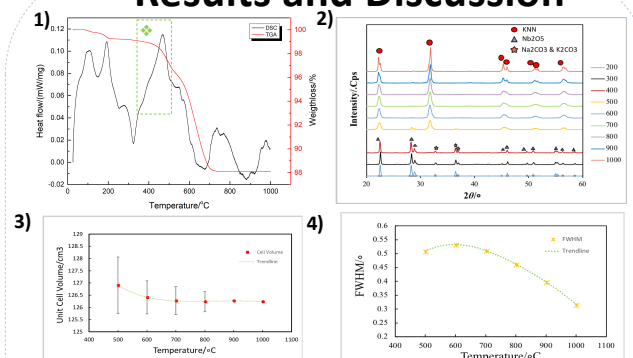 Results and Discussion
1)
DSC
TGA
0.12
0.10
0.08
0.06
0.04
0.02
0.00
-0.02
Heat flow/(mW/mg)
100
98
96
94
92
90
88
Weigthloss/%
0 200 400 600 800 1000
Temperature/°C
2)
KNN
Nb2O5
Na2CO3 & K2CO3
Intensity/.Cps
200
300
400
500
600
700
800
900
1000
20 30 40 50 60
2θ/∘
3)
129
128.5
128
127.5
127
126.5
126
125.5
125
Unit Cell Volume/cm3
Cell Volume
Trendline
400 500 600 700 800 900 1000 1100
Temperature/∘C
4)
0.6
0.55
0.5
0.45
0.4
0.35
0.3
0.25
0.2
FWHM/∘
FWHM
Trendline
400 500 600 700 800 900 1000 1100
Temperature/∘C